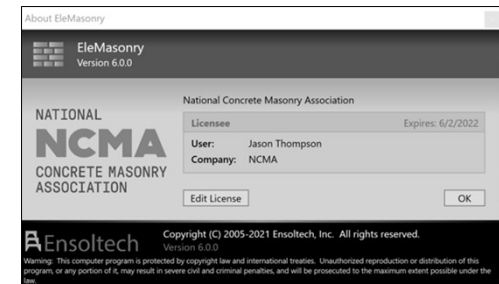 About EleMasonry
EleMasonry
Version 6.0.0
NATIONAL
NCMA
CONCRETE MASONRY
ASSOCIATION
National Concrete Masonry Association
Licensee Expires: 6/2/2022
User: Jason Thompson
Company: NCMA
Edit License OK
Ensoltech
Copyright (C) 2005-2021 Ensoltech, Inc. All rights reserved.
Version 6.0.0
Warning: This computer program is protected by copyright law and international treaties. Unauthorized reproduction or distribution of this
program, or any portion of it, may result in severe civil and criminal penalties, and will be prosecuted to the maximum extent possible under the
law.